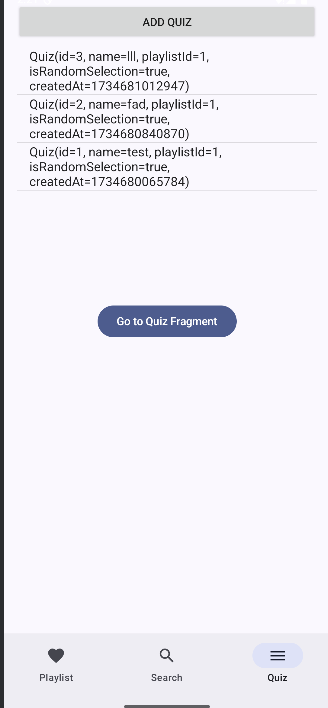 ADD QUIZ
Quiz(id=3, name=lll, playlistId=1,
isRandomSelection=true,
createdAt=1734681012947)
Quiz(id=2, name=fad, playlistId=1,
isRandomSelection=true,
createdAt=1734680840870)
Quiz(id=1, name=test, playlistId=1,
isRandomSelection=true,
createdAt=1734680065784)
Go to Quiz Fragment
Playlist
Search
Quiz